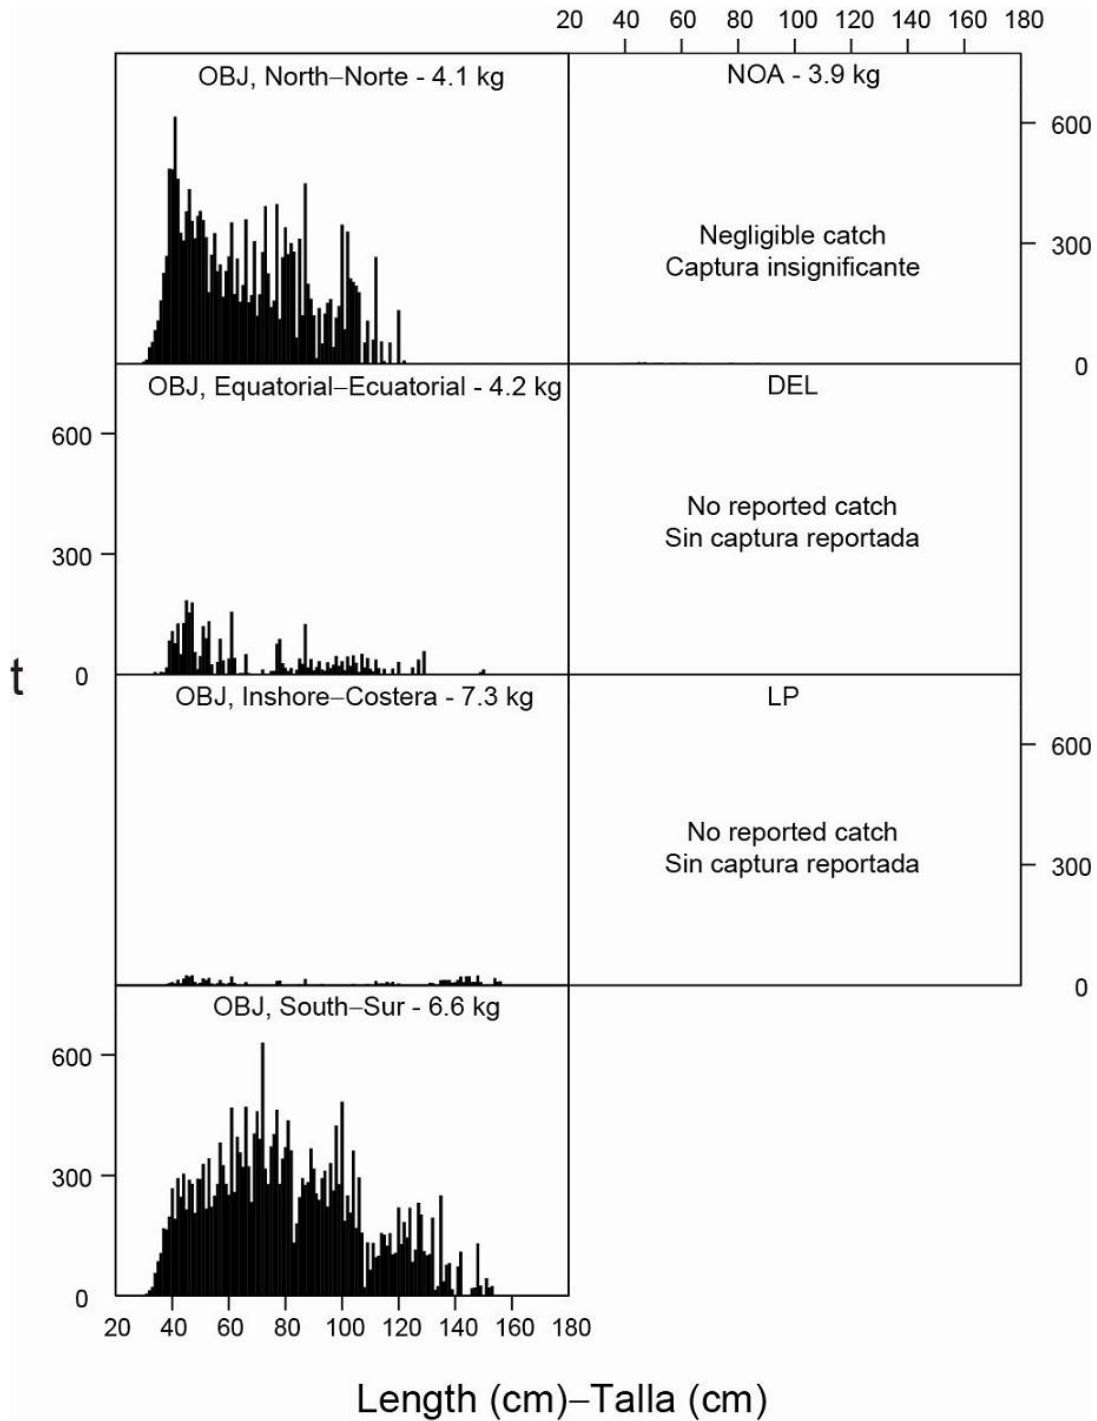 20 40 60 80 100 120 140 160 180
OBJ, North–Norte - 4.1 kg
NOA - 3.9 kg
600
300
0
Negligible catch
Captura insignificante
OBJ, Equatorial–Ecuatorial - 4.2 kg
DEL
600
300
0
No reported catch
Sin captura reportada
t
OBJ, Inshore–Costera - 7.3 kg
LP
600
300
0
No reported catch
Sin captura reportada
OBJ, South–Sur - 6.6 kg
600
300
0
20 40 60 80 100 120 140 160 180
Length (cm)–Talla (cm)